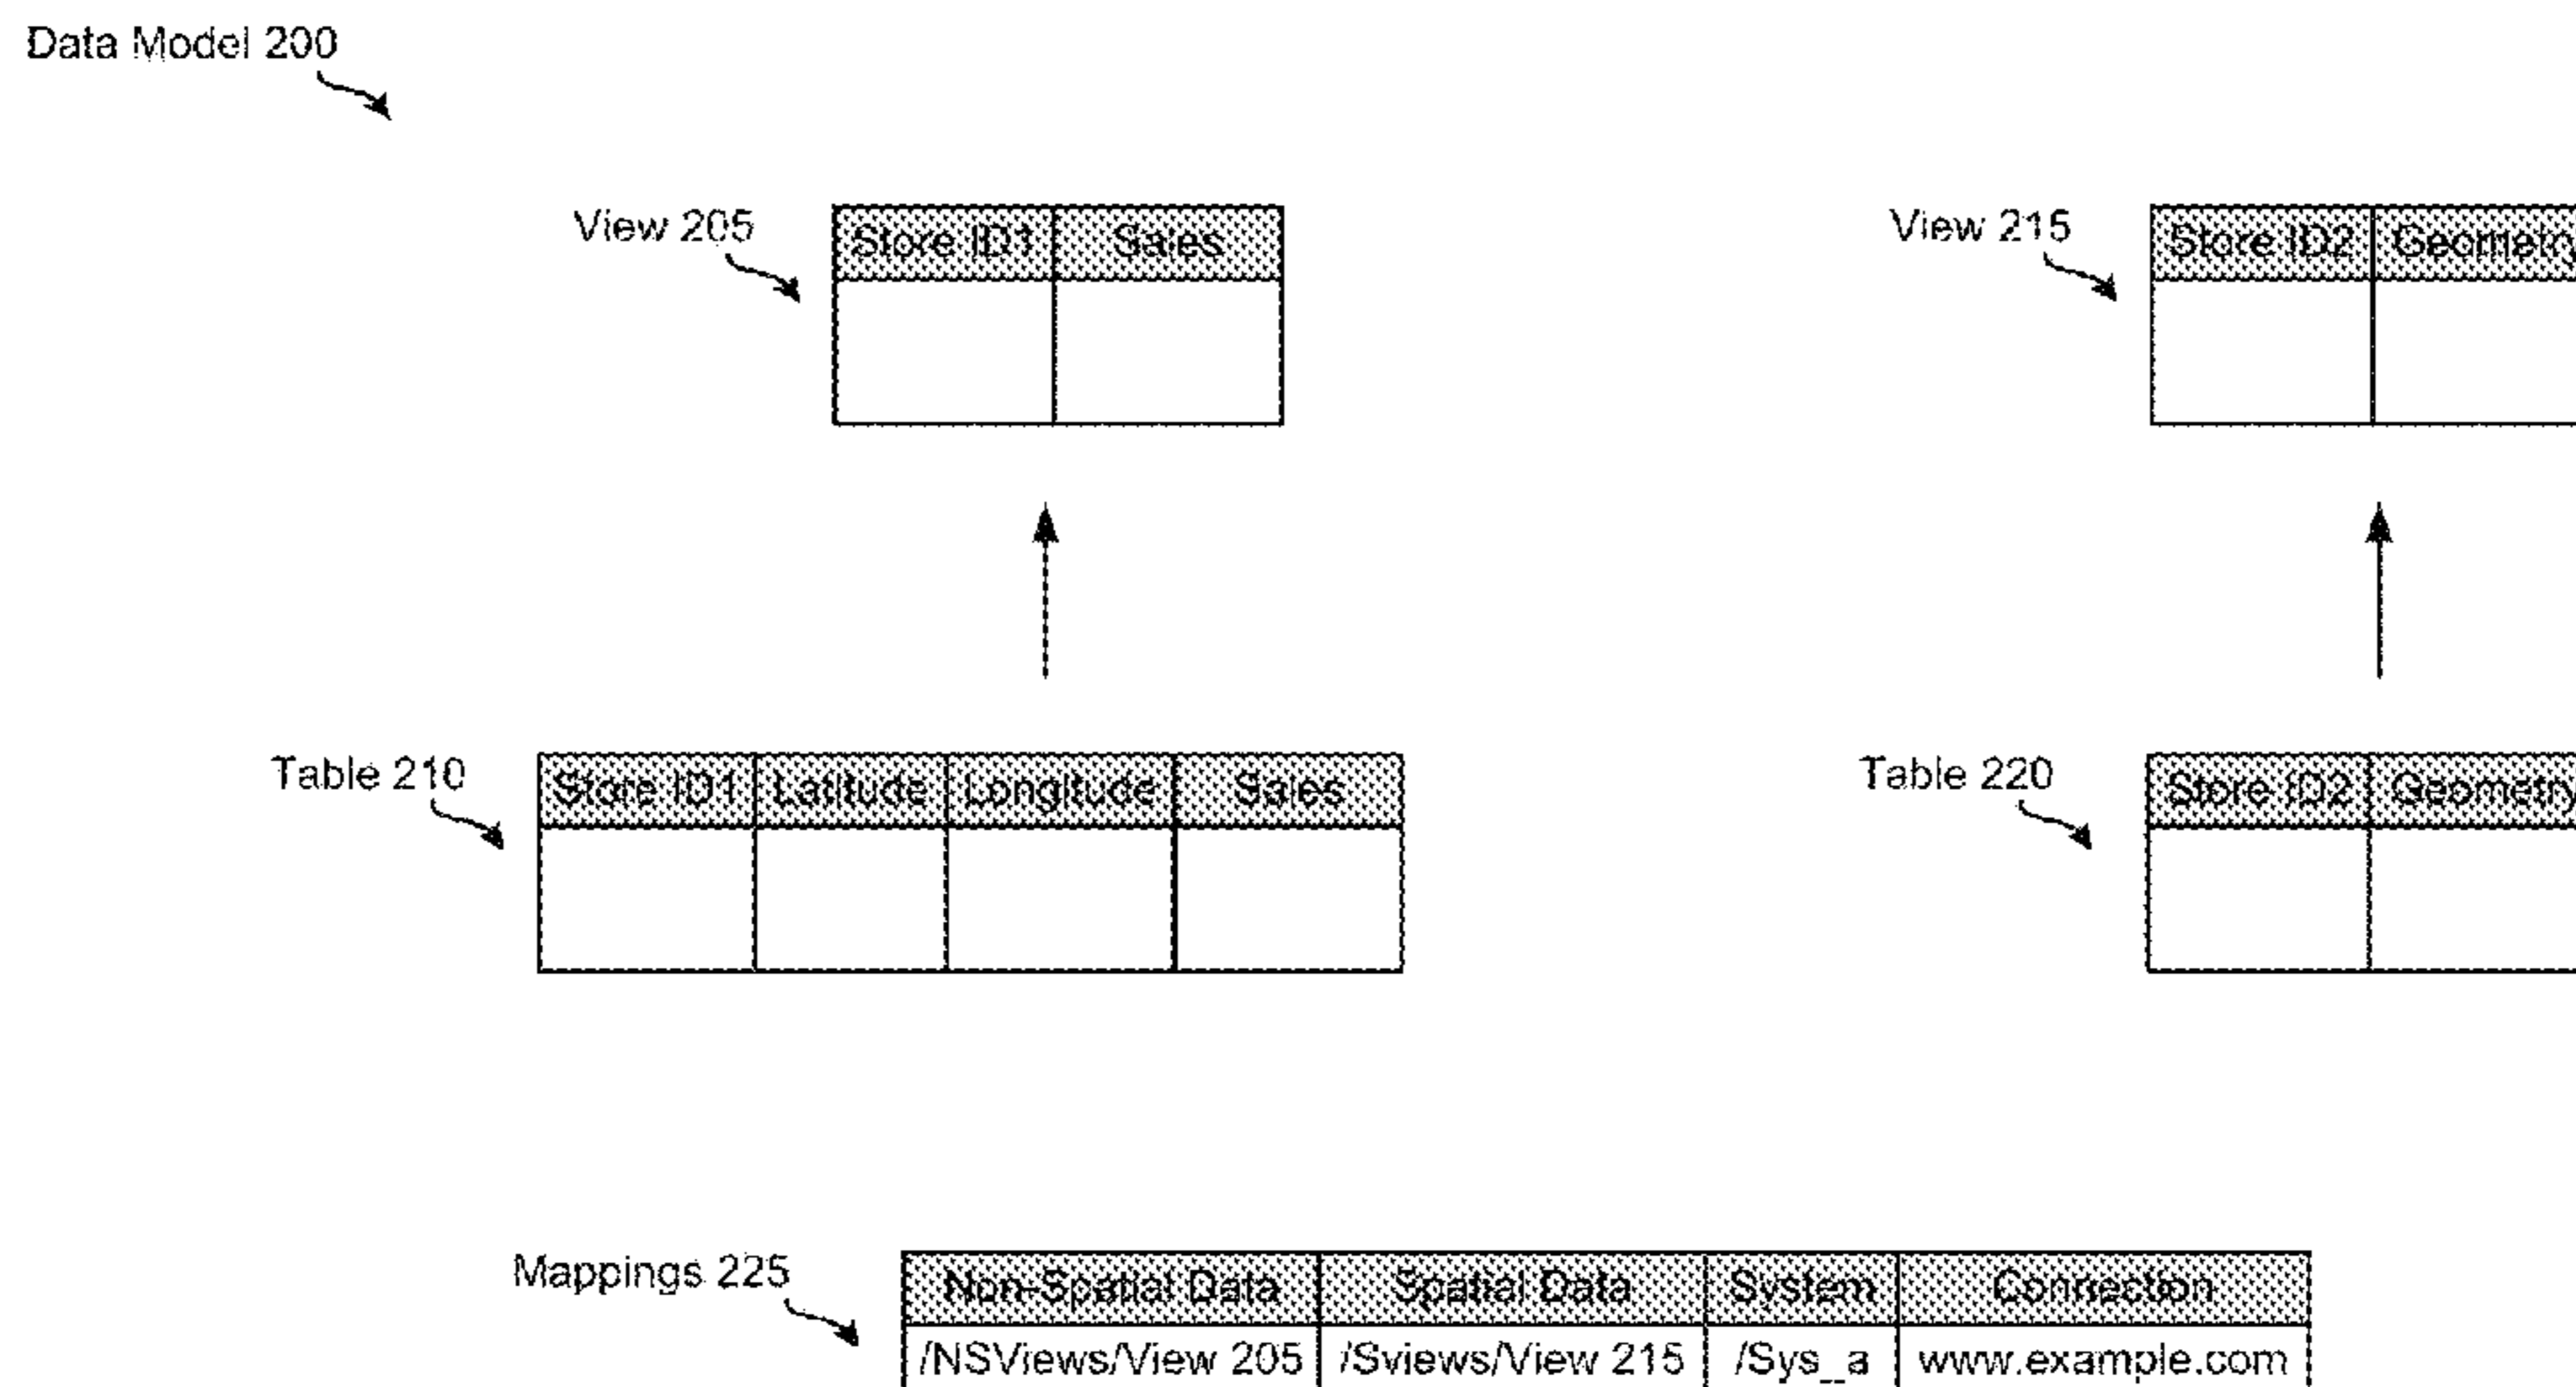 Data Model 200
View 205
Store ID1 Sales
View 215
Store ID2 Geometry
Table 210
Store ID1 Latitude Longitude Sales
Table 220
Store ID2 Geometry
Mappings 225
Non-Spatial Data Spatial Data System Connection
/NSViews/View 205 /Sviews/View 215 /Sys_a www.example.com